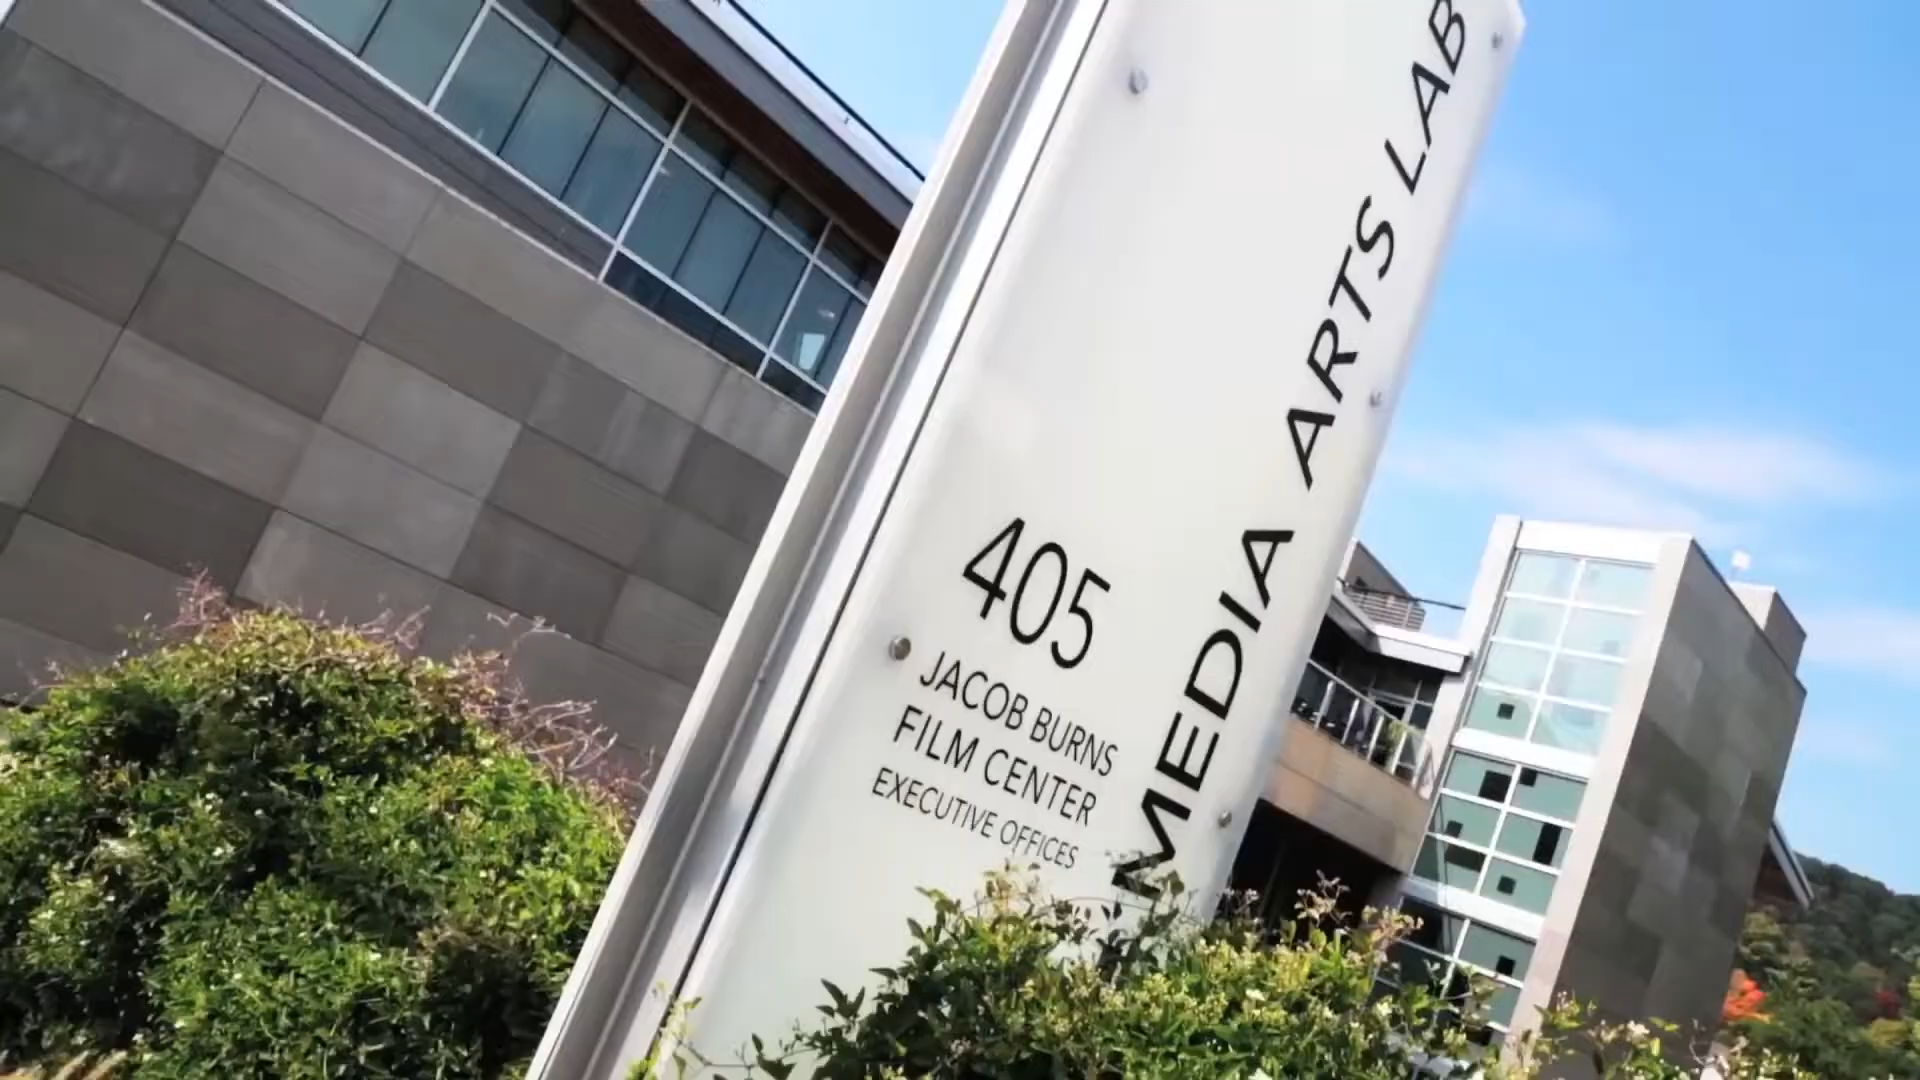 405
JACOB BURNS
FILM CENTER
EXECUTIVE OFFICES
MEDIA ARTS LAB